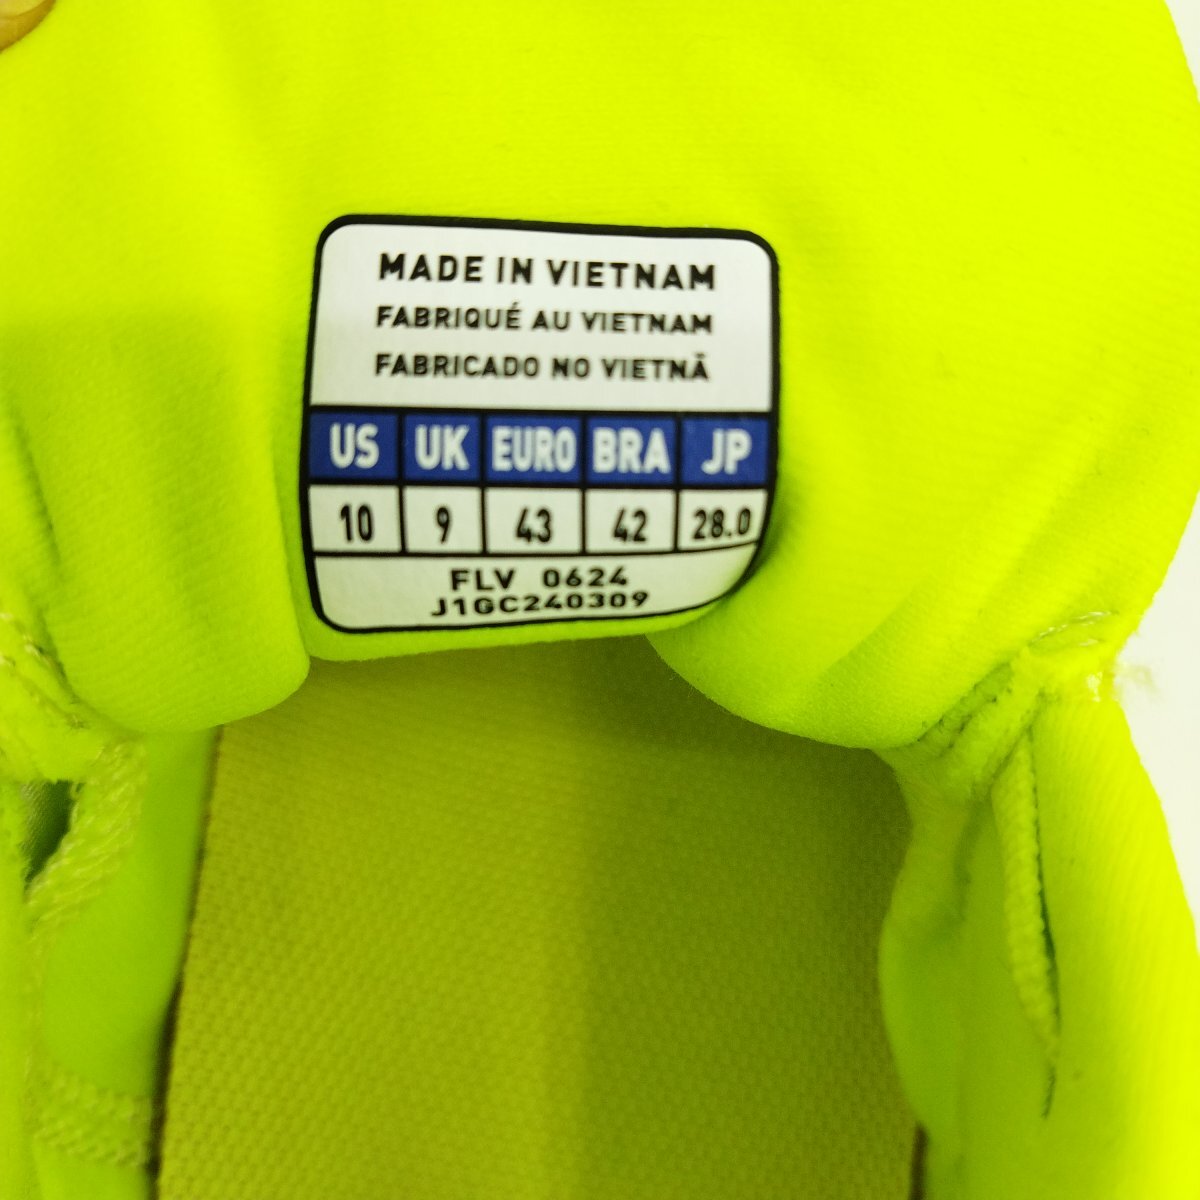 MADE IN VIETNAM
FABRIQUÉ AU VIETNAM
FABRICADO NO VIETNÃ
US UK EURO BRA JP
10 9 43 42 28.0
FLV 0624
J1GC240309